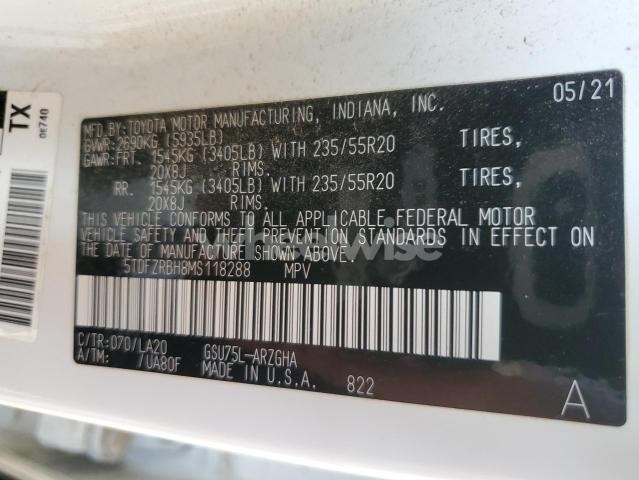 TX
0E740
MFD.BY: TOYOTA MOTOR MANUFACTURING, INDIANA, INC. 05/21
GVWR:2690KG (5935LB)
GAWR:FRT. 1545KG (3405LB) WITH 235/55R20 TIRES,
20X8J RIMS.
RR. 1545KG (3405LB) WITH 235/55R20 TIRES,
20X8J RIMS.
THIS VEHICLE CONFORMS TO ALL APPLICABLE FEDERAL MOTOR
VEHICLE SAFETY AND THEFT PREVENTION STANDARDS IN EFFECT ON
THE DATE OF MANUFACTURE SHOWN ABOVE.
5TDFZRBH8MS118288 MPV
C/TR:070/LA20 GSU75L-ARZGHA
A/TM: /UA80F MADE IN U.S.A. 822
A